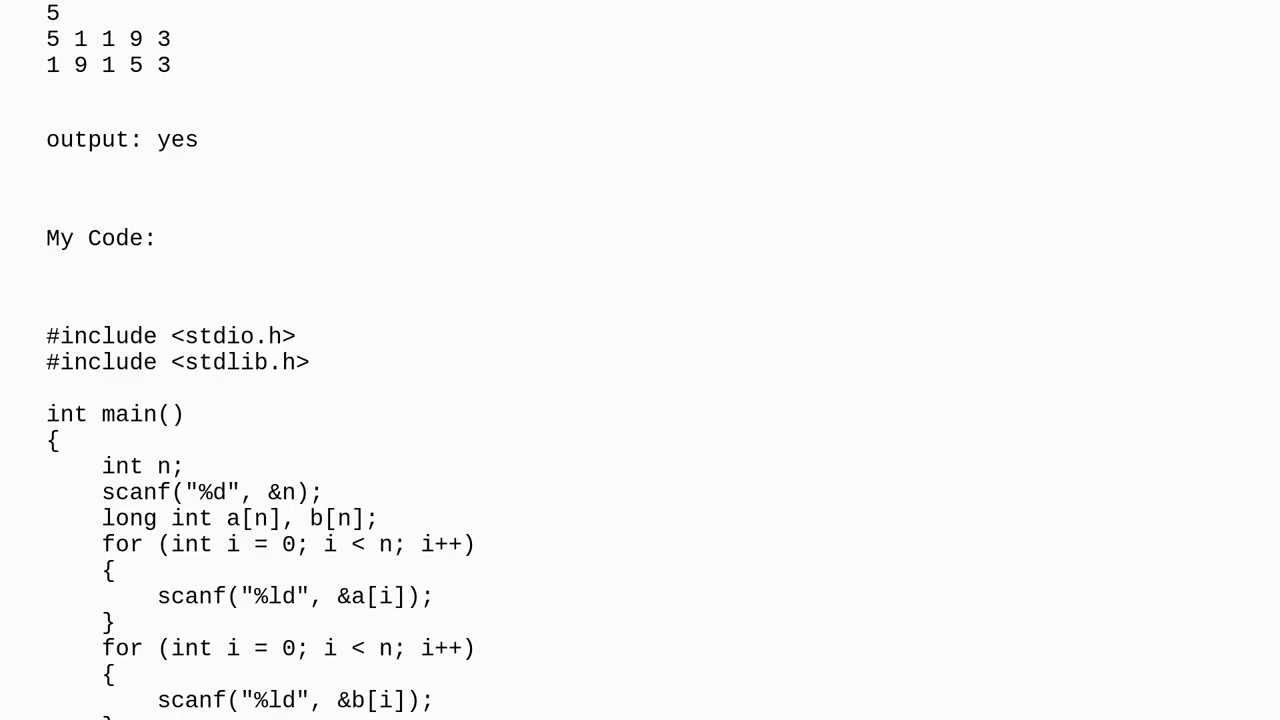 5
5 1 1 9 3
1 9 1 5 3
output: yes
My Code:
#include <stdio.h>
#include <stdlib.h>
int main()
{
    int n;
    scanf("%d", &n);
    long int a[n], b[n];
    for (int i = 0; i < n; i++)
    {
        scanf("%ld", &a[i]);
    }
    for (int i = 0; i < n; i++)
    {
        scanf("%ld", &b[i]);
    }